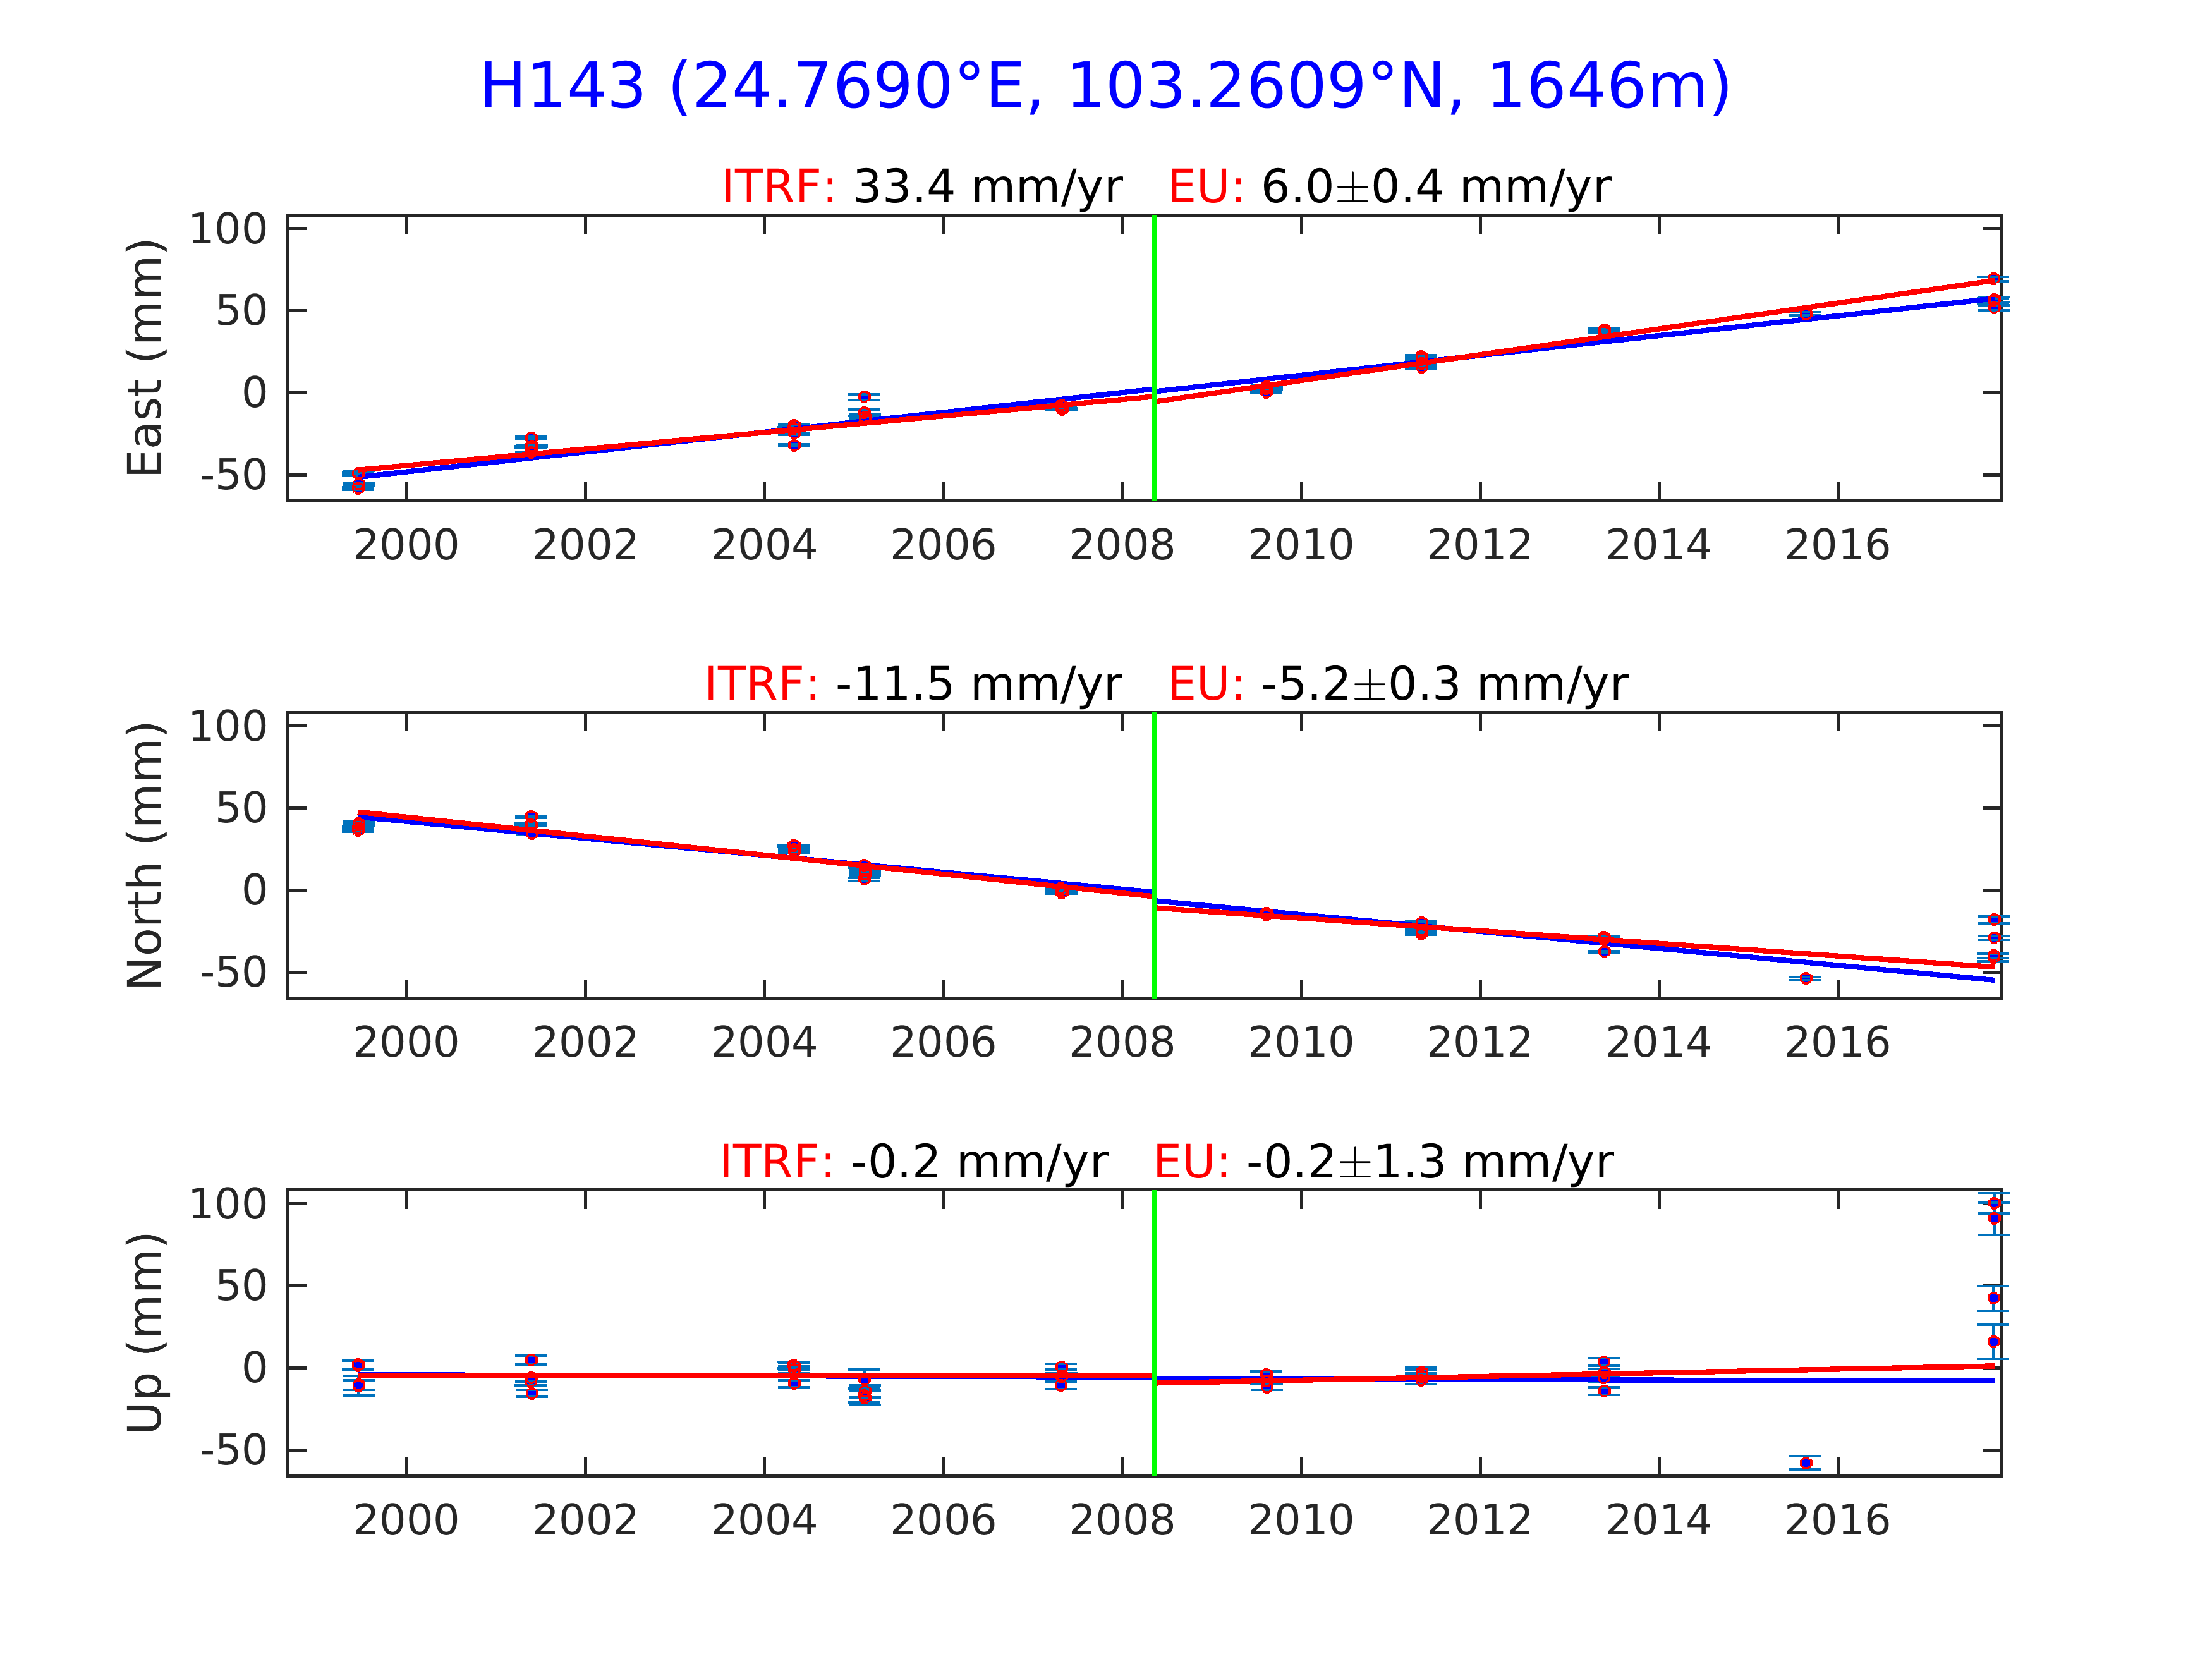 H143 (24.7690°E, 103.2609°N, 1646m)
ITRF: 33.4 mm/yr EU: 6.0±0.4 mm/yr
East (mm)
100
50
0
-50
2000 2002 2004 2006 2008 2010 2012 2014 2016
ITRF: -11.5 mm/yr EU: -5.2±0.3 mm/yr
North (mm)
100
50
0
-50
2000 2002 2004 2006 2008 2010 2012 2014 2016
ITRF: -0.2 mm/yr EU: -0.2±1.3 mm/yr
Up (mm)
100
50
0
-50
2000 2002 2004 2006 2008 2010 2012 2014 2016